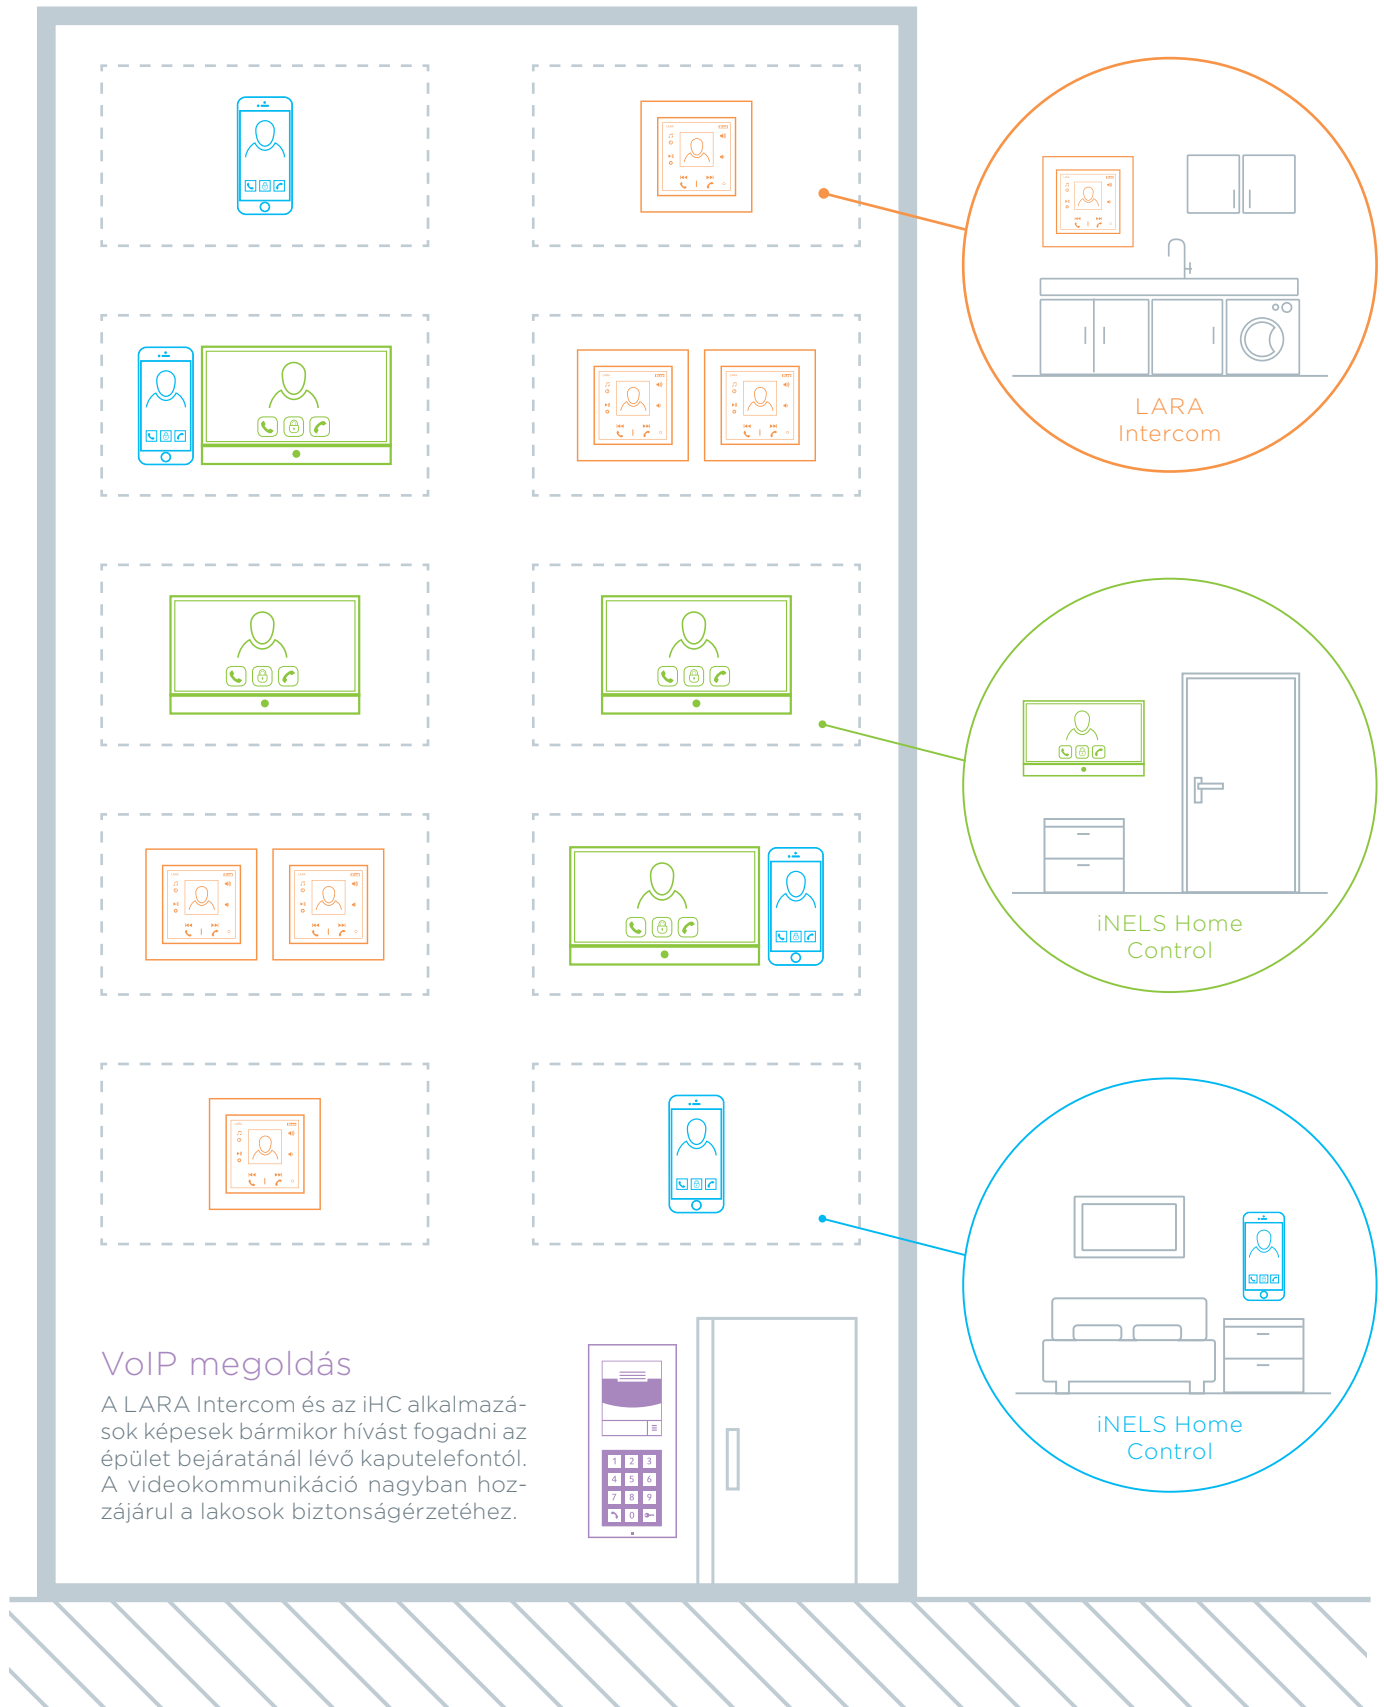 LARA
Intercom
iNELS Home
Control
iNELS Home
Control
VoIP megoldás
A LARA Intercom és az iHC alkalmazá-
sok képesek bármikor hívást fogadni az
épület bejáratánál lévő kaputelefontól.
A videokommunikáció nagyban hoz-
zájárul a lakosok biztonságérzetéhez.
1 2 3
4 5 6
7 8 9
0